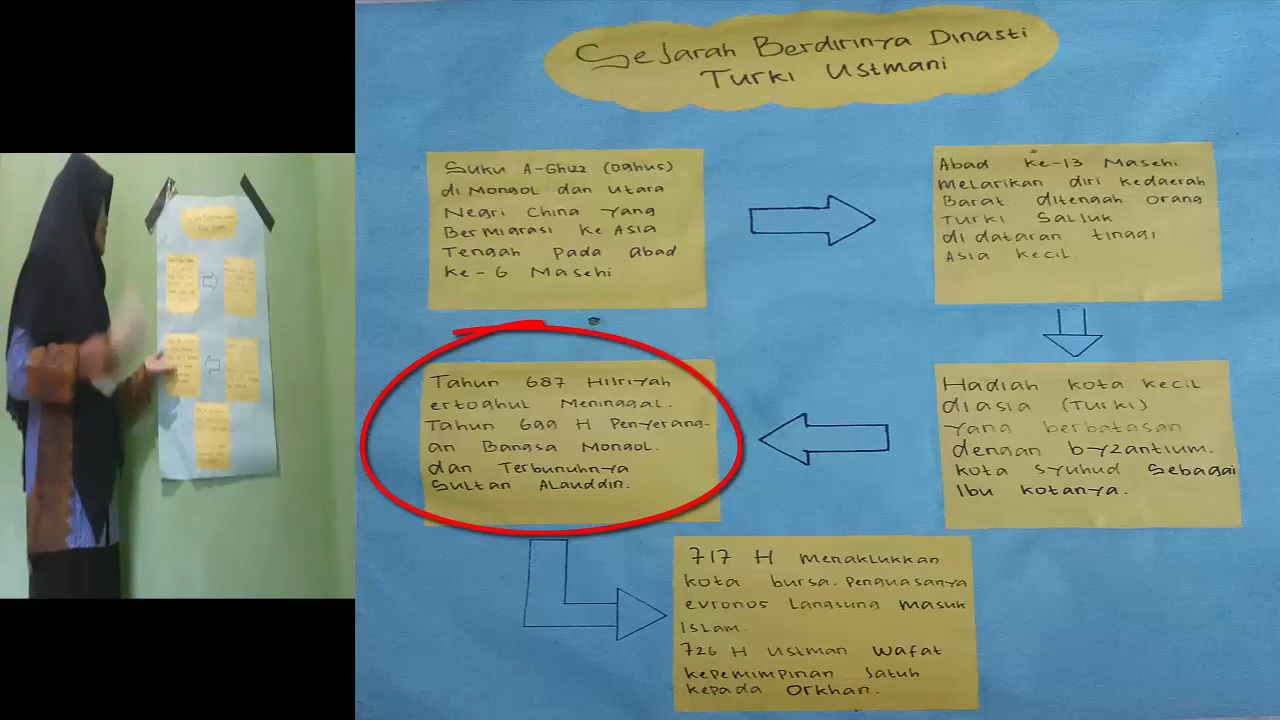 Sejarah Berdirinya Dinasti
Turki Ustmani
Suku A-Ghizz (Oghus)
di Mongol dan Utara
Negri China yang
Bermigrasi ke Asia
Tengah pada abad
ke-6 Masehi
Abad ke-13 Masehi
melarikan diri kedaerah
Barat ditengah orang
Turki Saljuk
di dataran tinggi
Asia kecil.
Hadiah kota kecil
diasia (Turki)
yang berbatasan
dengan byzantium.
kota syuhud sebagai
Ibu kotanya.
Tahun 687 Hijriyah
ertoghul Meninggal.
Tahun 699 H Penyerang-
an Bangsa Mongol.
dan Terbunuhnya
Sultan Alauddin.
717 H menaklukkan
kota bursa. Penguasanya
evronos Langsung masuk
Islam.
726 H Ustman wafat
kepemimpinan jatuh
kepada Orkhan.